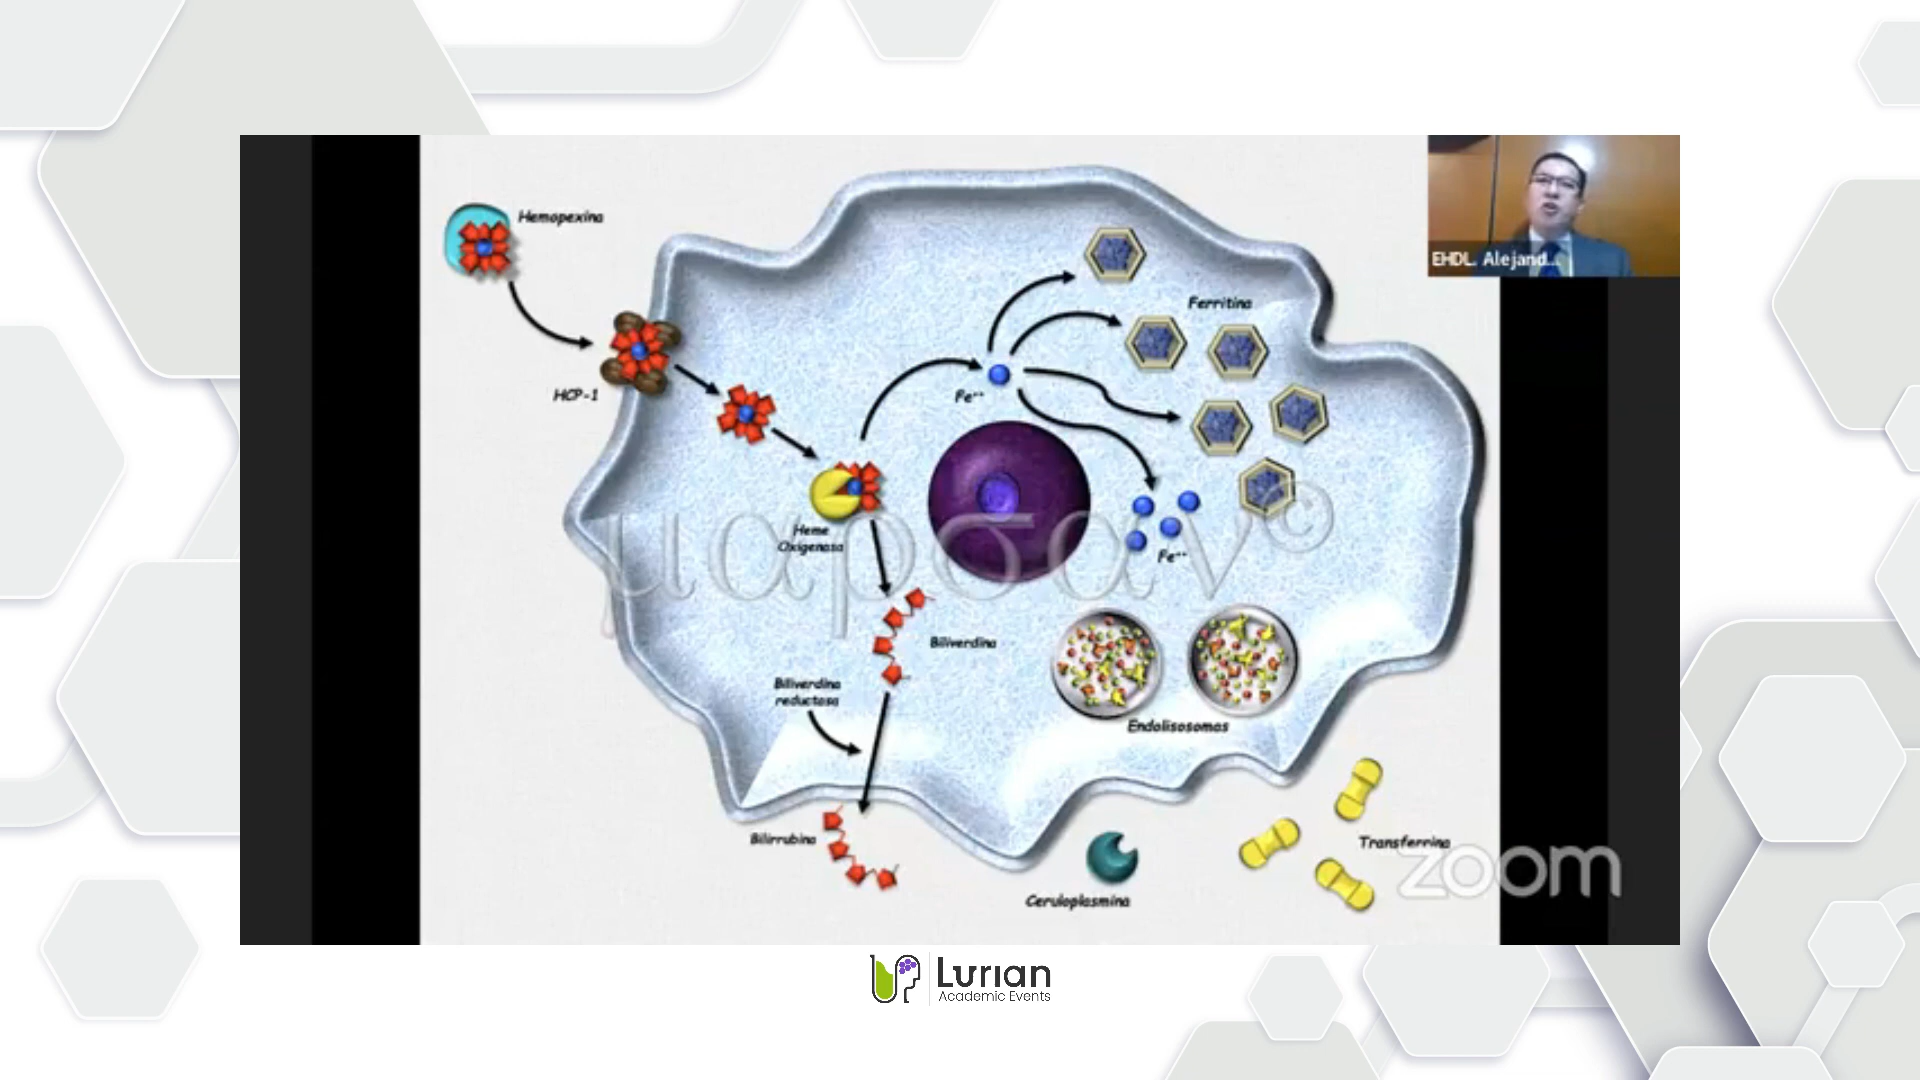 Hemopexina
EHDL. Alejand...
Ferritina
HCP-1
Fe++
Heme
Oxigenasa
μαρσαν©
Fe++
Biliverdina
Biliverdina
reductasa
Endolisosomas
Bilirrubina
Transferrina
zoom
Ceruloplasmina
Lurian
Academic Events